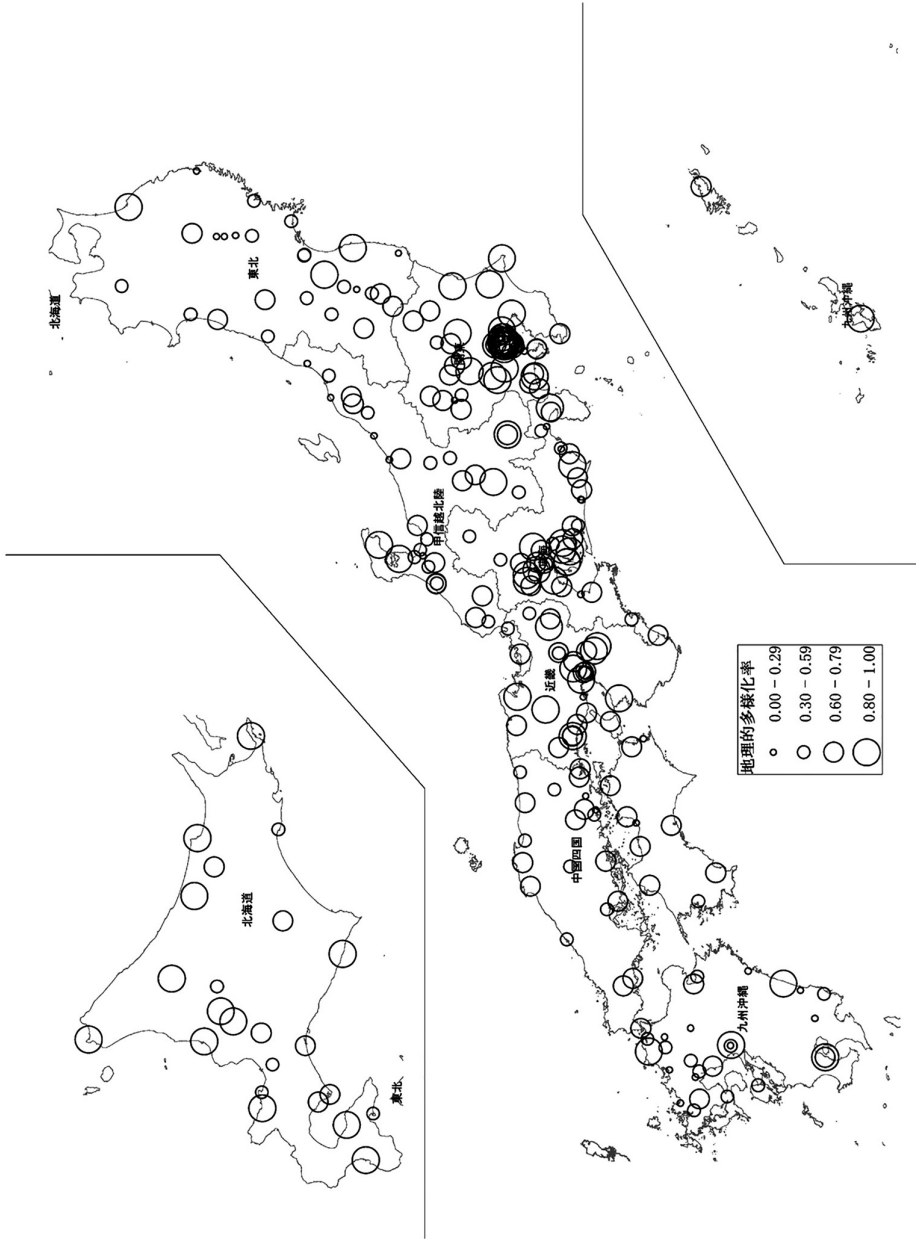 北海道
東北
関東
甲信越北陸
近畿
中国四国
九州沖縄
北海道
東北
九州沖縄
地理的多様化率
0.00 − 0.29
0.30 − 0.59
0.60 − 0.79
0.80 − 1.00